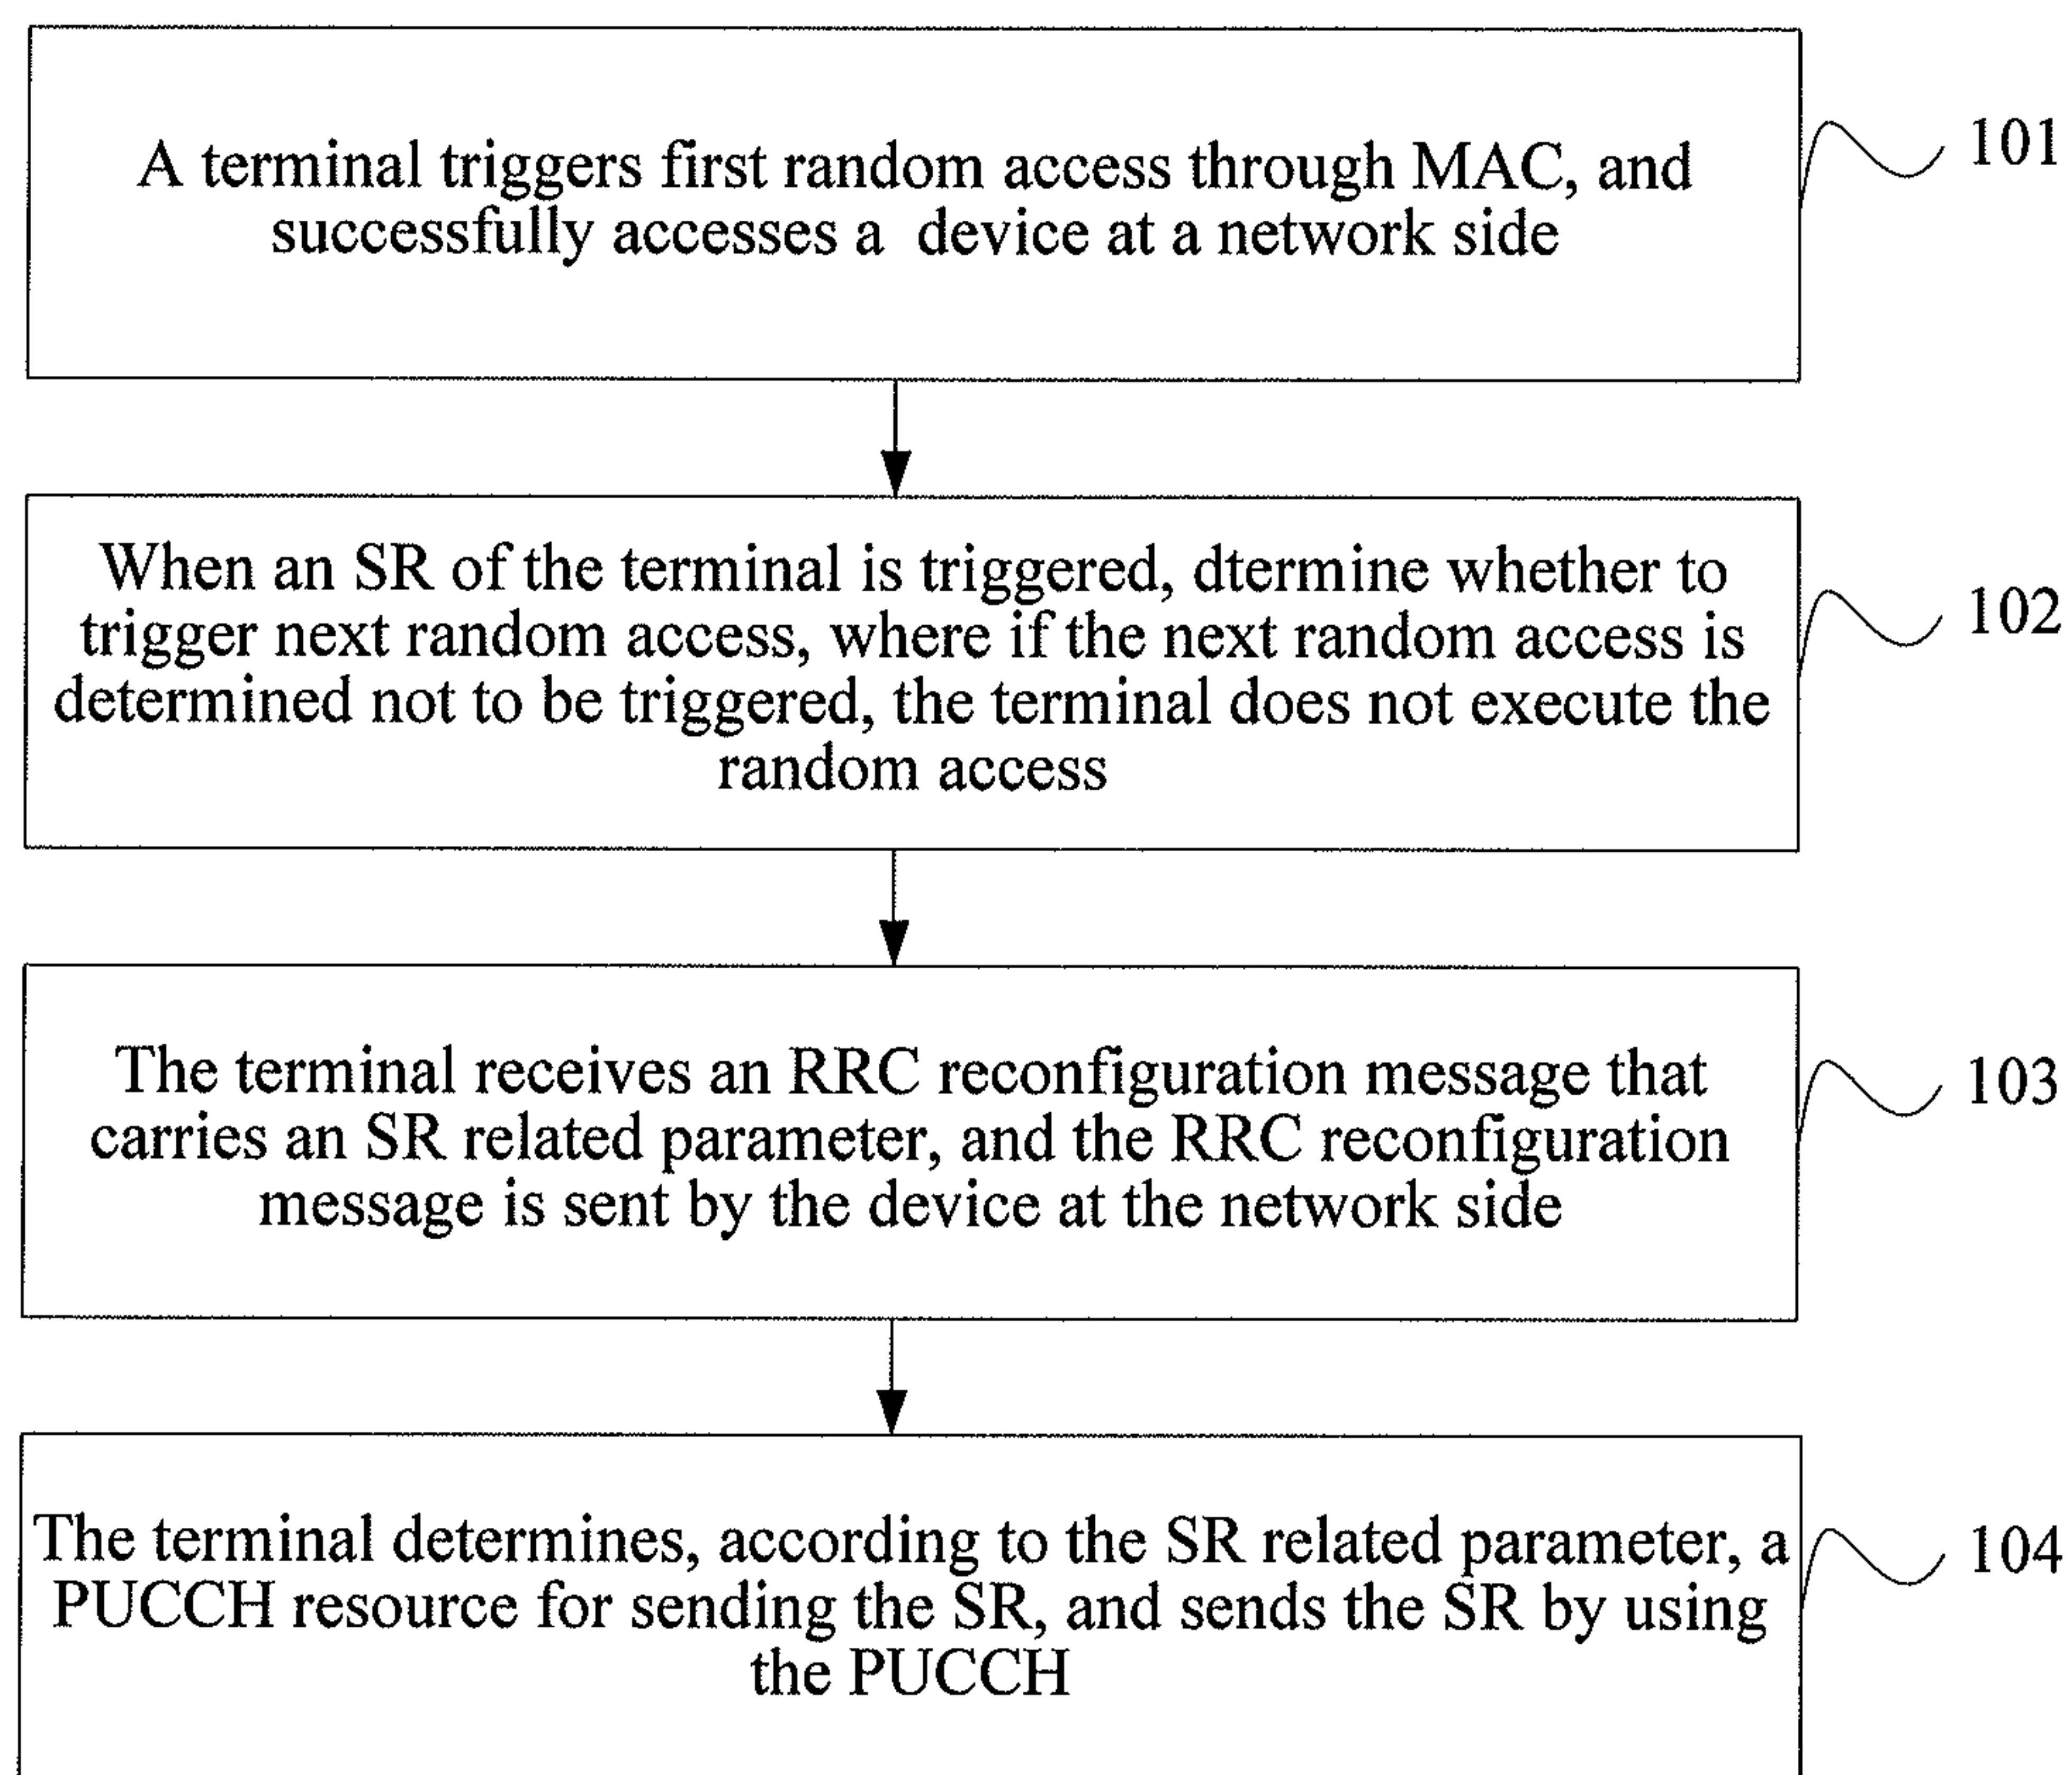 A terminal triggers first random access through MAC, and
successfully accesses a device at a network side
101
When an SR of the terminal is triggered, dtermine whether to
trigger next random access, where if the next random access is
determined not to be triggered, the terminal does not execute the
random access
102
The terminal receives an RRC reconfiguration message that
carries an SR related parameter, and the RRC reconfiguration
message is sent by the device at the network side
103
The terminal determines, according to the SR related parameter, a
PUCCH resource for sending the SR, and sends the SR by using
the PUCCH
104